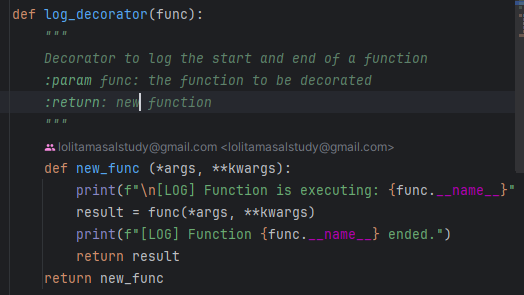 def log_decorator(func):
"""
Decorator to log the start and end of a function
:param func: the function to be decorated
:return: new function
"""
lolitamasalstudy@gmail.com <lolitamasalstudy@gmail.com>
def new_func (*args, **kwargs):
print(f"\n[LOG] Function is executing: {func.__name__}"
result = func(*args, **kwargs)
print(f"[LOG] Function {func.__name__} ended.")
return result
return new_func